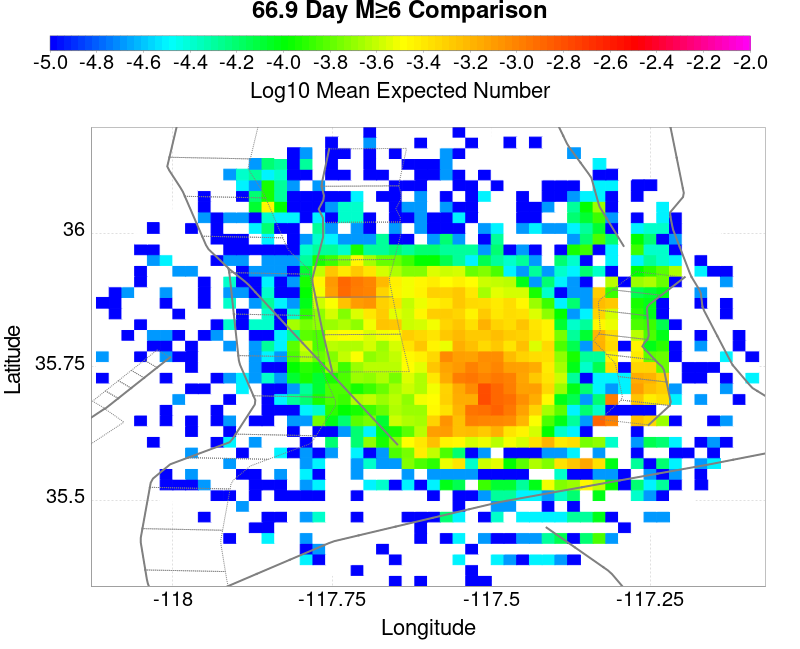 66.9 Day M≥6 Comparison
-5.0 -4.8 -4.6 -4.4 -4.2 -4.0 -3.8 -3.6 -3.4 -3.2 -3.0 -2.8 -2.6 -2.4 -2.2 -2.0
Log10 Mean Expected Number
36
35.75
35.5
Latitude
-118 -117.75 -117.5 -117.25
Longitude